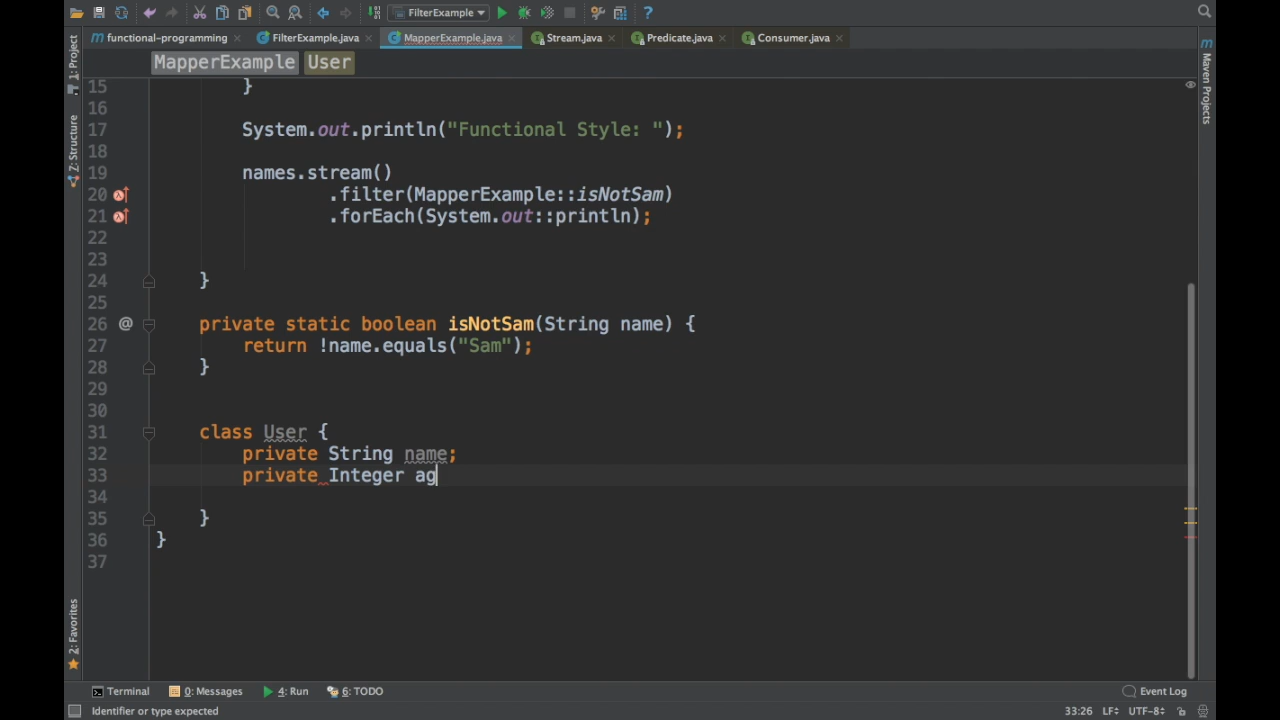 FilterExample
functional-programming
FilterExample.java
MapperExample.java
Stream.java
Predicate.java
Consumer.java
MapperExample
User
1: Project
Z: Structure
2: Favorites
Maven Projects
15 }
16
17 System.out.println("Functional Style: ");
18
19 names.stream()
20 .filter(MapperExample::isNotSam)
21 .forEach(System.out::println);
22
23
24 }
25
26 @ private static boolean isNotSam(String name) {
27 return !name.equals("Sam");
28 }
29
30
31 class User {
32 private String name;
33 private Integer ag
34
35 }
36 }
37
Terminal
0: Messages
4: Run
6: TODO
Event Log
Identifier or type expected
33:26 LF UTF-8